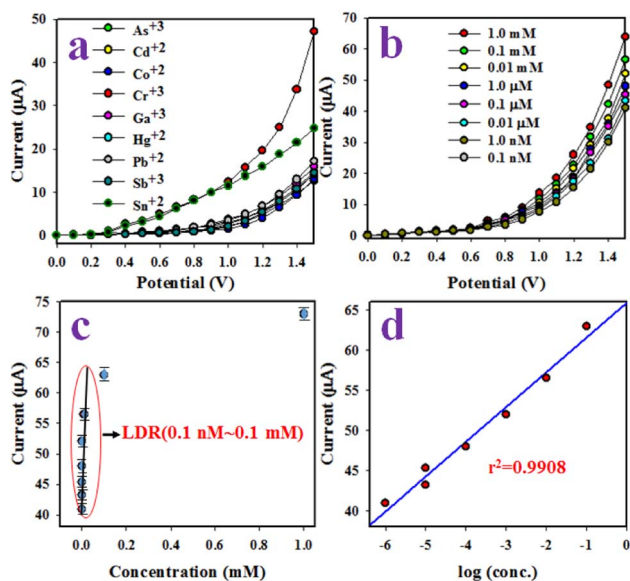 a
As+3
Cd+2
Co+2
Cr+3
Ga+3
Hg+2
Pb+2
Sb+3
Sn+2
50
40
30
20
10
0
Current (μA)
0.0 0.2 0.4 0.6 0.8 1.0 1.2 1.4
Potential (V)
b
1.0 mM
0.1 mM
0.01 mM
1.0 μM
0.1 μM
0.01 μM
1.0 nM
0.1 nM
70
60
50
40
30
20
10
0
Current (μA)
0.0 0.2 0.4 0.6 0.8 1.0 1.2 1.4
Potential (V)
c
LDR(0.1 nM~0.1 mM)
75
70
65
60
55
50
45
40
Current (μA)
0.0 0.2 0.4 0.6 0.8 1.0
Concentration (mM)
d
r2=0.9908
65
60
55
50
45
40
Current (μA)
-6 -5 -4 -3 -2 -1 0
log (conc.)